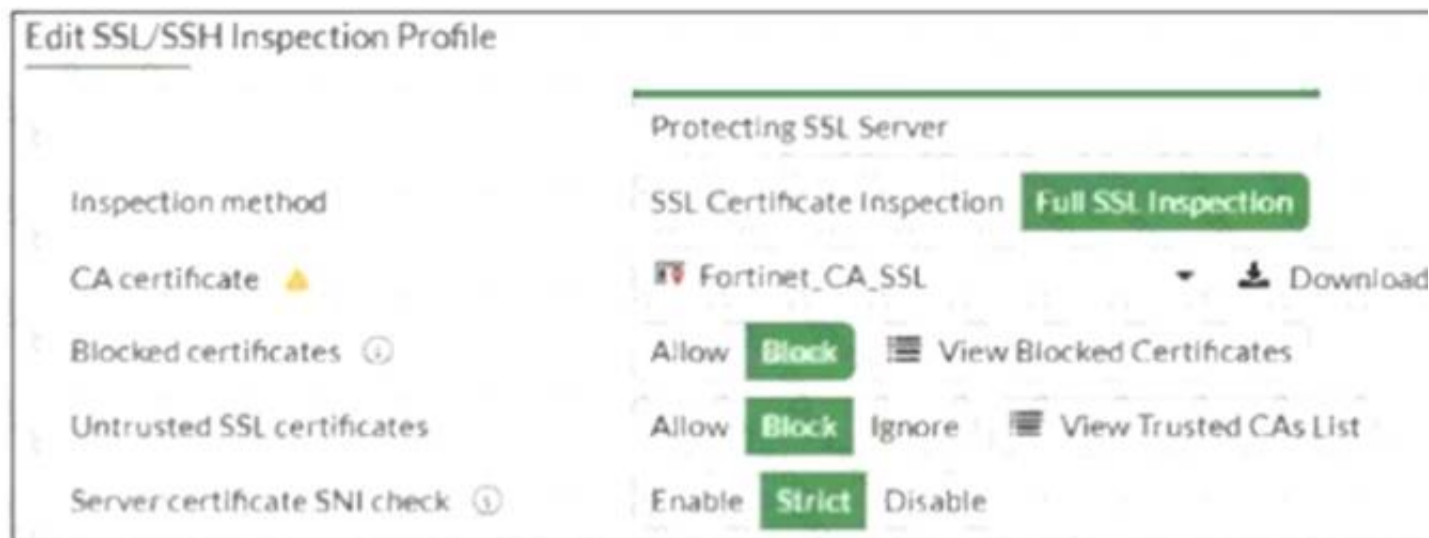 Edit SSL/SSH Inspection Profile
Protecting SSL Server
Inspection method SSL Certificate Inspection Full SSL Inspection
CA certificate Fortinet_CA_SSL Download
Blocked certificates Allow Block View Blocked Certificates
Untrusted SSL certificates Allow Block Ignore View Trusted CAs List
Server certificate SNI check Enable Strict Disable